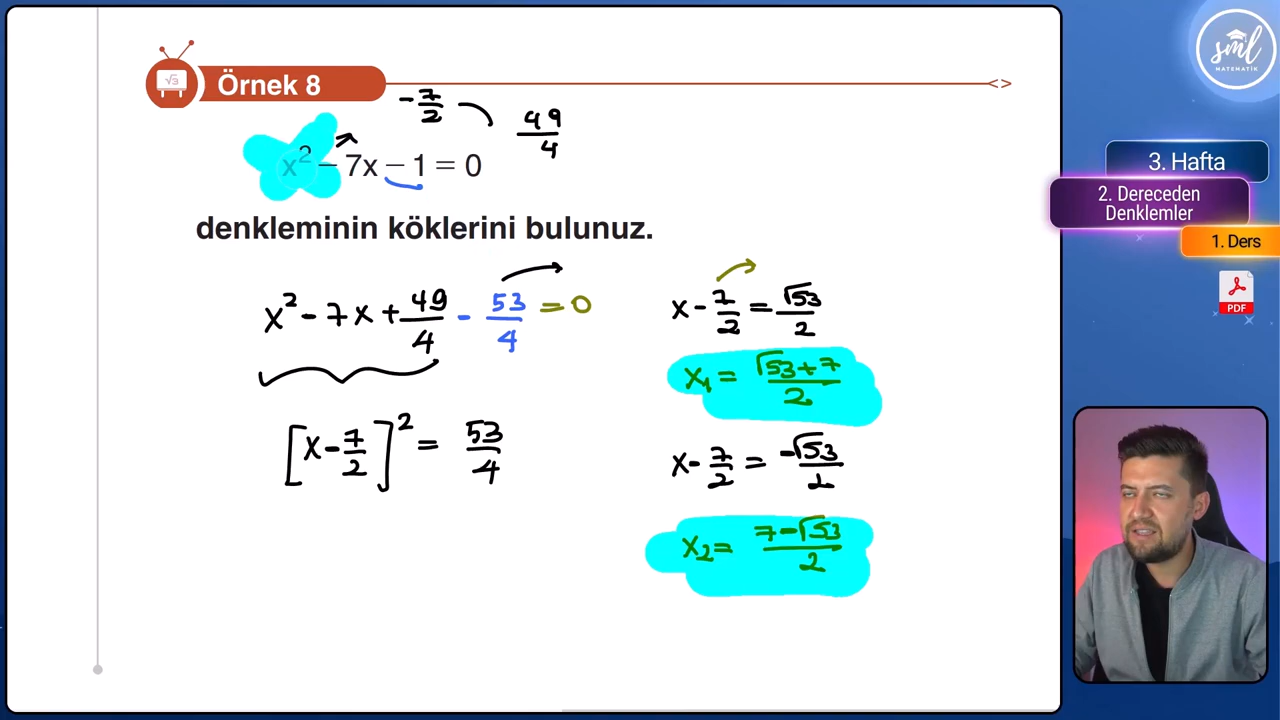 Örnek 8
-7/2 49/4
x² - 7x - 1 = 0
denkleminin köklerini bulunuz.
x² - 7x + 49/4 - 53/4 = 0
[x - 7/2]² = 53/4
x - 7/2 = √53/2
x₁ = √53+7/2
x - 7/2 = -√53/2
x₂ = 7-√53/2
sml
MATEMATİK
3. Hafta
2. Dereceden
Denklemler
1. Ders
PDF